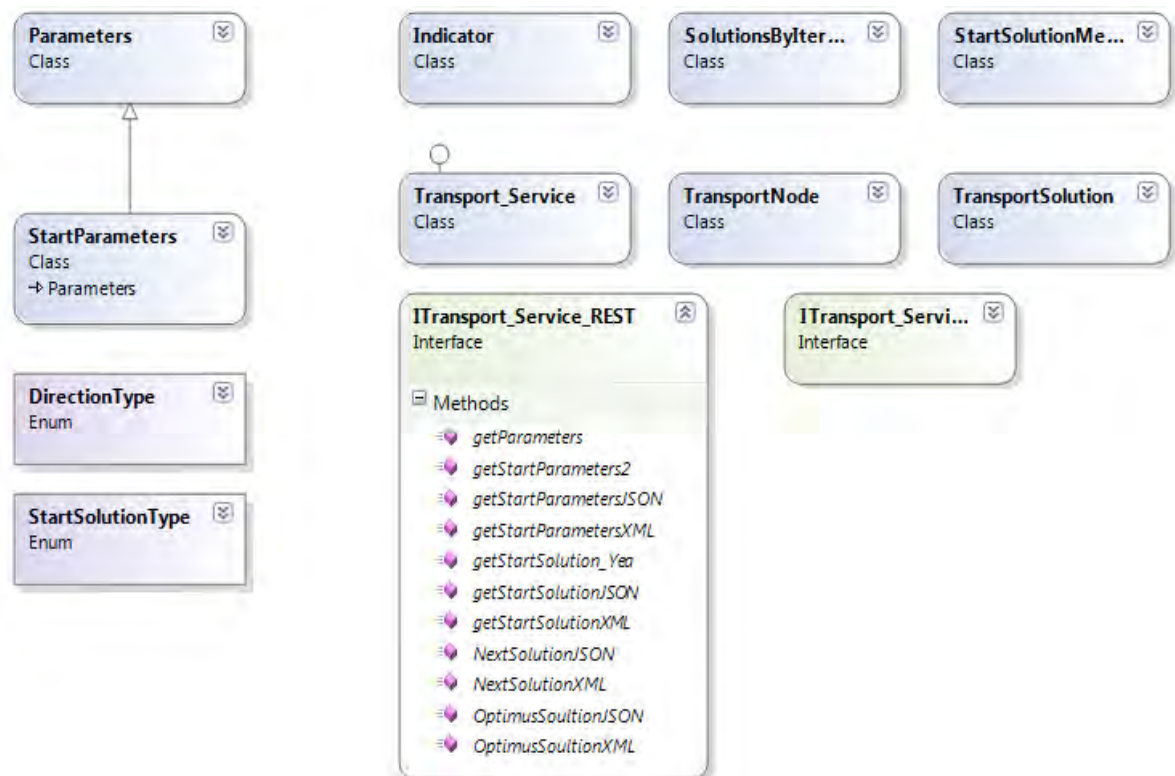 Parameters
Class
StartParameters
Class
Parameters
DirectionType
Enum
StartSolutionType
Enum
Indicator
Class
SolutionsByIter...
Class
StartSolutionMe...
Class
Transport_Service
Class
TransportNode
Class
TransportSolution
Class
ITransport_Service_REST
Interface
Methods
getParameters
getStartParameters2
getStartParametersJSON
getStartParametersXML
getStartSolution_Yea
getStartSolutionJSON
getStartSolutionXML
NextSolutionJSON
NextSolutionXML
OptimusSoultionJSON
OptimusSoultionXML
ITransport_Servi...
Interface